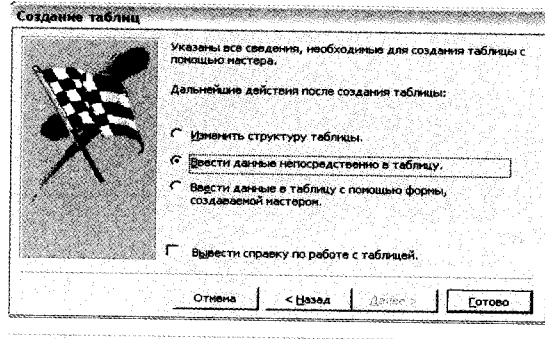 Создание таблиц
Указаны все сведения, необходимые для создания таблицы с
помощью мастера.
Дальнейшие действия после создания таблицы:
Изменить структуру таблицы.
Ввести данные непосредственно в таблицу.
Ввести данные в таблицу с помощью формы,
создаваемой мастером.
Вывести справку по работе с таблицей.
Отмена < Назад Далее > Готово